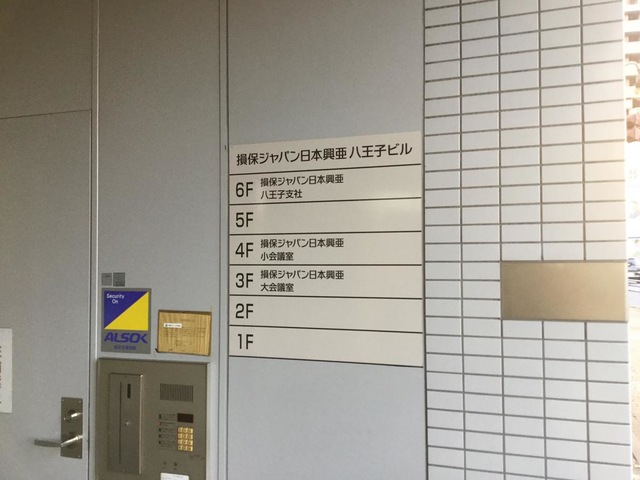 損保ジャパン日本興亜 八王子ビル
6F 損保ジャパン日本興亜
八王子支社
5F
4F 損保ジャパン日本興亜
小会議室
3F 損保ジャパン日本興亜
大会議室
2F
1F
Security
On
ALSOK